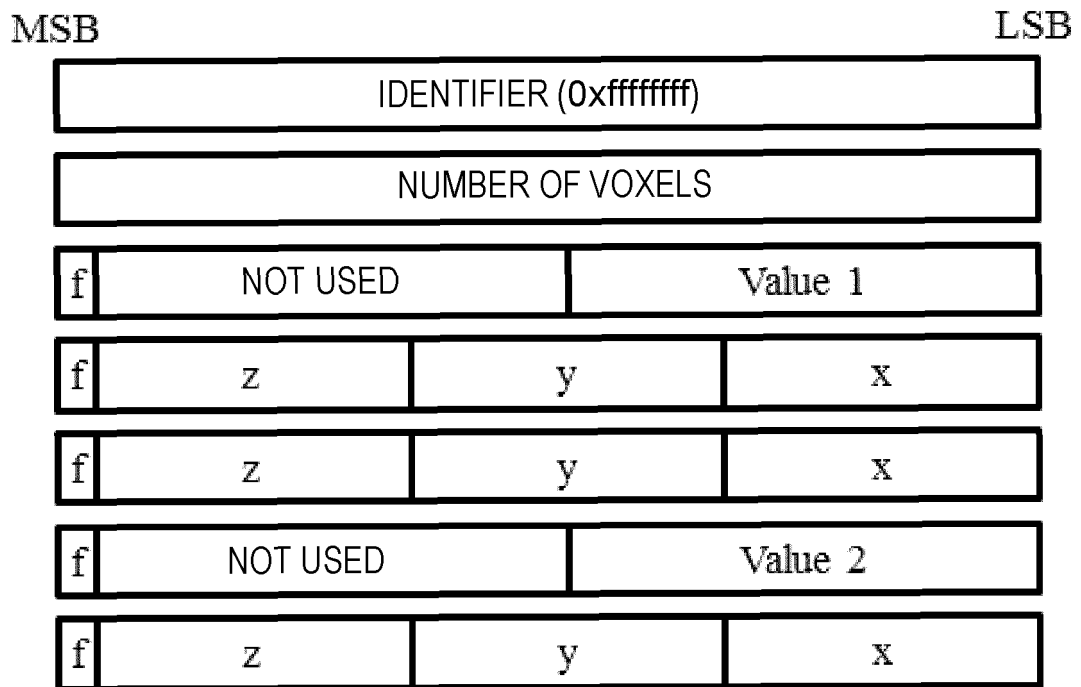 MSB LSB
IDENTIFIER (0xffffffff)
NUMBER OF VOXELS
f NOT USED Value 1
f z y x
f z y x
f NOT USED Value 2
f z y x